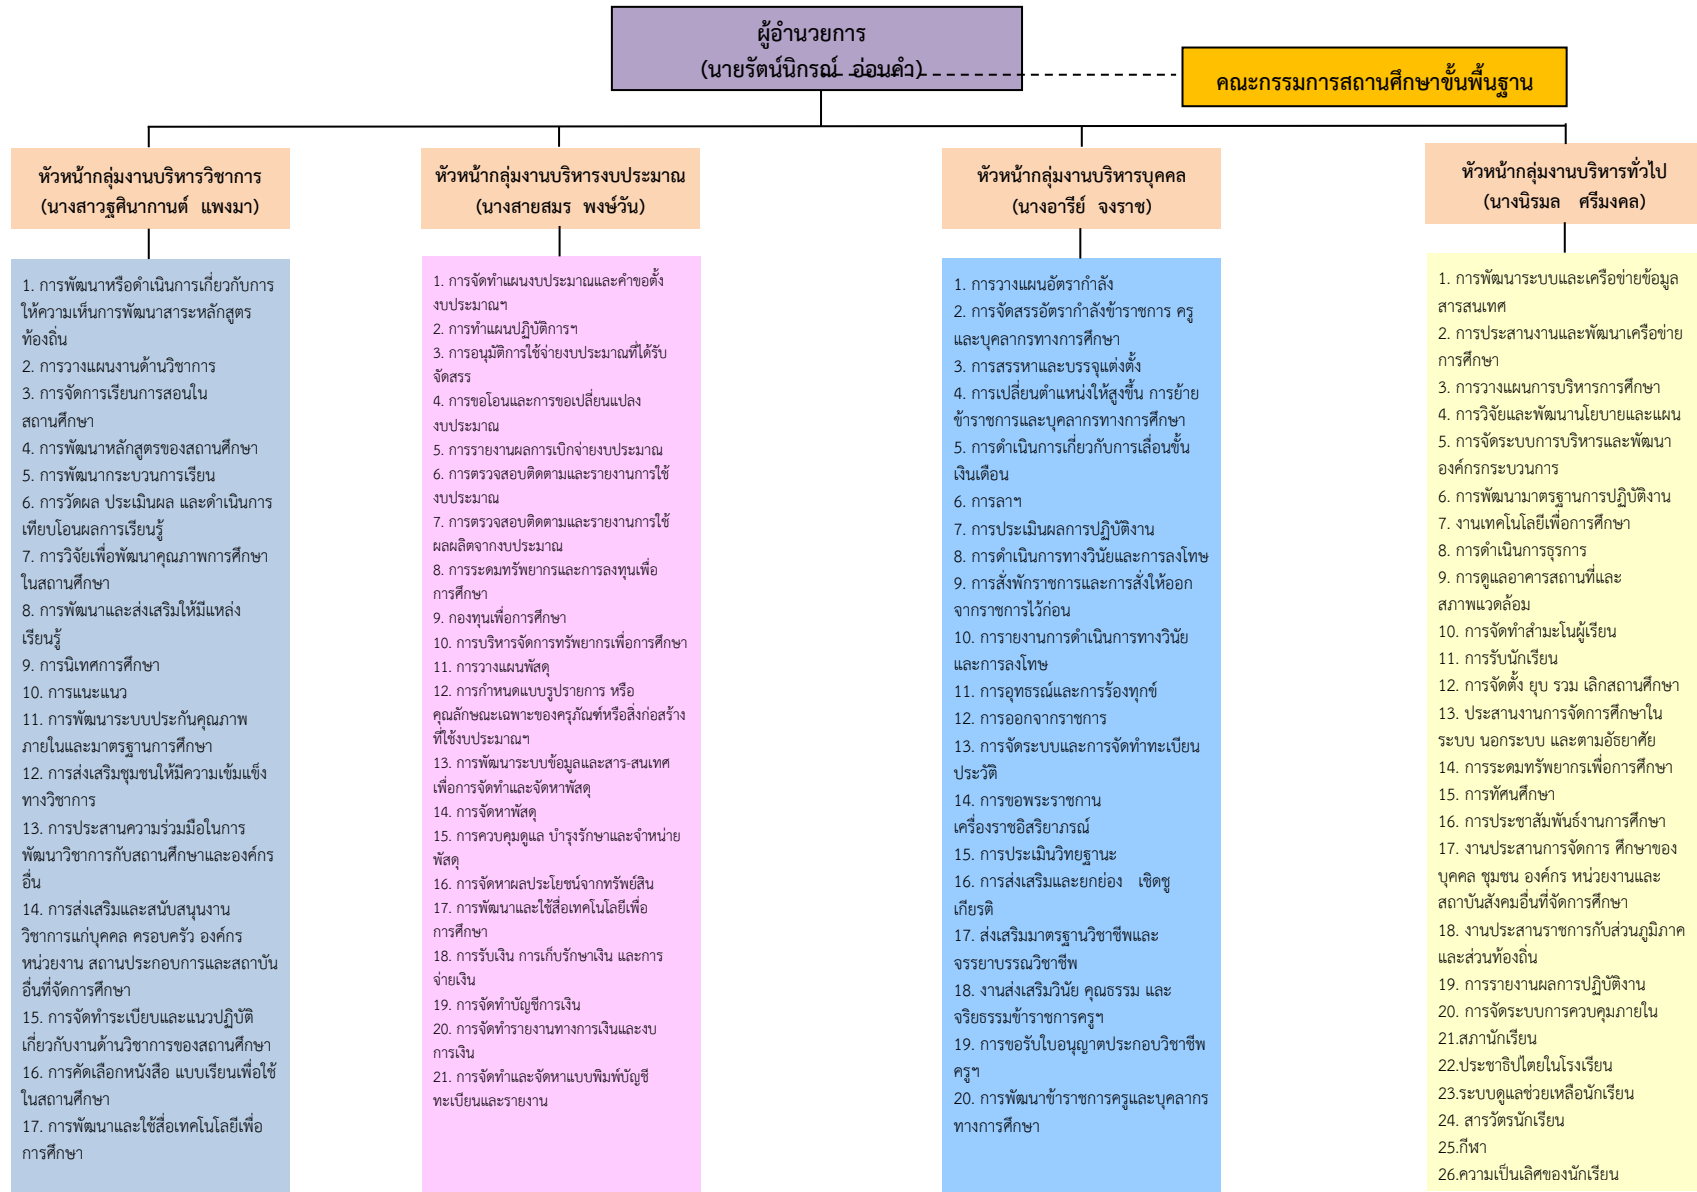 ผู้อำนวยการ
(นายรัตน์นิกรณ์ อ่อนคำ)
คณะกรรมการสถานศึกษาขั้นพื้นฐาน
หัวหน้ากลุ่มงานบริหารวิชาการ
(นางสาวฐศินากานต์ แพงมา)
1. การพัฒนาหรือดำเนินการเกี่ยวกับการ
ให้ความเห็นการพัฒนาสาระหลักสูตร
ท้องถิ่น
2. การวางแผนงานด้านวิชาการ
3. การจัดการเรียนการสอนใน
สถานศึกษา
4. การพัฒนาหลักสูตรของสถานศึกษา
5. การพัฒนากระบวนการเรียน
6. การวัดผล ประเมินผล และดำเนินการ
เทียบโอนผลการเรียนรู้
7. การวิจัยเพื่อพัฒนาคุณภาพการศึกษา
ในสถานศึกษา
8. การพัฒนาและส่งเสริมให้มีแหล่ง
เรียนรู้
9. การนิเทศการศึกษา
10. การแนะแนว
11. การพัฒนาระบบประกันคุณภาพ
ภายในและมาตรฐานการศึกษา
12. การส่งเสริมชุมชนให้มีความเข้มแข็ง
ทางวิชาการ
13. การประสานความร่วมมือในการ
พัฒนาวิชาการกับสถานศึกษาและองค์กร
อื่น
14. การส่งเสริมและสนับสนุนงาน
วิชาการแก่บุคคล ครอบครัว องค์กร
หน่วยงาน สถานประกอบการและสถาบัน
อื่นที่จัดการศึกษา
15. การจัดทำระเบียบและแนวปฏิบัติ
เกี่ยวกับงานด้านวิชาการของสถานศึกษา
16. การคัดเลือกหนังสือ แบบเรียนเพื่อใช้
ในสถานศึกษา
17. การพัฒนาและใช้สื่อเทคโนโลยีเพื่อ
การศึกษา
หัวหน้ากลุ่มงานบริหารงบประมาณ
(นางสายสมร พงษ์วัน)
1. การจัดทำแผนงบประมาณและคำขอตั้ง
งบประมาณฯ
2. การทำแผนปฏิบัติการฯ
3. การอนุมัติการใช้จ่ายงบประมาณที่ได้รับ
จัดสรร
4. การขอโอนและการขอเปลี่ยนแปลง
งบประมาณ
5. การรายงานผลการเบิกจ่ายงบประมาณ
6. การตรวจสอบติดตามและรายงานการใช้
งบประมาณ
7. การตรวจสอบติดตามและรายงานการใช้
ผลผลิตจากงบประมาณ
8. การระดมทรัพยากรและการลงทุนเพื่อ
การศึกษา
9. กองทุนเพื่อการศึกษา
10. การบริหารจัดการทรัพยากรเพื่อการศึกษา
11. การวางแผนพัสดุ
12. การกำหนดแบบรูปรายการ หรือ
คุณลักษณะเฉพาะของครุภัณฑ์หรือสิ่งก่อสร้าง
ที่ใช้งบประมาณฯ
13. การพัฒนาระบบข้อมูลและสาร-สนเทศ
เพื่อการจัดทำและจัดหาพัสดุ
14. การจัดหาพัสดุ
15. การควบคุมดูแล บำรุงรักษาและจำหน่าย
พัสดุ
16. การจัดหาผลประโยชน์จากทรัพย์สิน
17. การพัฒนาและใช้สื่อเทคโนโลยีเพื่อ
การศึกษา
18. การรับเงิน การเก็บรักษาเงิน และการ
จ่ายเงิน
19. การจัดทำบัญชีการเงิน
20. การจัดทำรายงานทางการเงินและงบ
การเงิน
21. การจัดทำและจัดหาแบบพิมพ์บัญชี
ทะเบียนและรายงาน
หัวหน้ากลุ่มงานบริหารบุคคล
(นางอารีย์ จงราช)
1. การวางแผนอัตรากำลัง
2. การจัดสรรอัตรากำลังข้าราชการ ครู
และบุคลากรทางการศึกษา
3. การสรรหาและบรรจุแต่งตั้ง
4. การเปลี่ยนตำแหน่งให้สูงขึ้น การย้าย
ข้าราชการและบุคลากรทางการศึกษา
5. การดำเนินการเกี่ยวกับการเลื่อนขั้น
เงินเดือน
6. การลาฯ
7. การประเมินผลการปฏิบัติงาน
8. การดำเนินการทางวินัยและการลงโทษ
9. การสั่งพักราชการและการสั่งให้ออก
จากราชการไว้ก่อน
10. การายงานการดำเนินการทางวินัย
และการลงโทษ
11. การอุทธรณ์และการร้องทุกข์
12. การออกจากราชการ
13. การจัดระบบและการจัดทำทะเบียน
ประวัติ
14. การขอพระราชกาน
เครื่องราชอิสริยาภรณ์
15. การประเมินวิทยฐานะ
16. การส่งเสริมและยกย่อง เชิดชู
เกียรติ
17. ส่งเสริมมาตรฐานวิชาชีพและ
จรรยาบรรณวิชาชีพ
18. งานส่งเสริมวินัย คุณธรรม และ
จริยธรรมข้าราชการครูฯ
19. การขอรับใบอนุญาตประกอบวิชาชีพ
ครูฯ
20. การพัฒนาข้าราชการครูและบุคลากร
ทางการศึกษา
หัวหน้ากลุ่มงานบริหารทั่วไป
(นางนิรมล ศรีมงคล)
1. การพัฒนาระบบและเครือข่ายข้อมูล
สารสนเทศ
2. การประสานงานและพัฒนาเครือข่าย
การศึกษา
3. การวางแผนการบริหารการศึกษา
4. การวิจัยและพัฒนานโยบายและแผน
5. การจัดระบบการบริหารและพัฒนา
องค์กรกระบวนการ
6. การพัฒนามาตรฐานการปฏิบัติงาน
7. งานเทคโนโลยีเพื่อการศึกษา
8. การดำเนินการธุรการ
9. การดูแลอาคารสถานที่และ
สภาพแวดล้อม
10. การจัดทำสำมะโนผู้เรียน
11. การรับนักเรียน
12. การจัดตั้ง ยุบ รวม เลิกสถานศึกษา
13. ประสานงานการจัดการศึกษาใน
ระบบ นอกระบบ และตามอัธยาศัย
14. การระดมทรัพยากรเพื่อการศึกษา
15. การทัศนศึกษา
16. การประชาสัมพันธ์งานการศึกษา
17. งานประสานการจัดการ ศึกษาของ
บุคคล ชุมชน องค์กร หน่วยงานและ
สถาบันสังคมอื่นที่จัดการศึกษา
18. งานประสานราชการกับส่วนภูมิภาค
และส่วนท้องถิ่น
19. การรายงานผลการปฏิบัติงาน
20. การจัดระบบการควบคุมภายใน
21.สภานักเรียน
22.ประชาธิปไตยในโรงเรียน
23.ระบบดูแลช่วยเหลือนักเรียน
24. สารวัตรนักเรียน
25.กีฬา
26.ความเป็นเลิศของนักเรียน